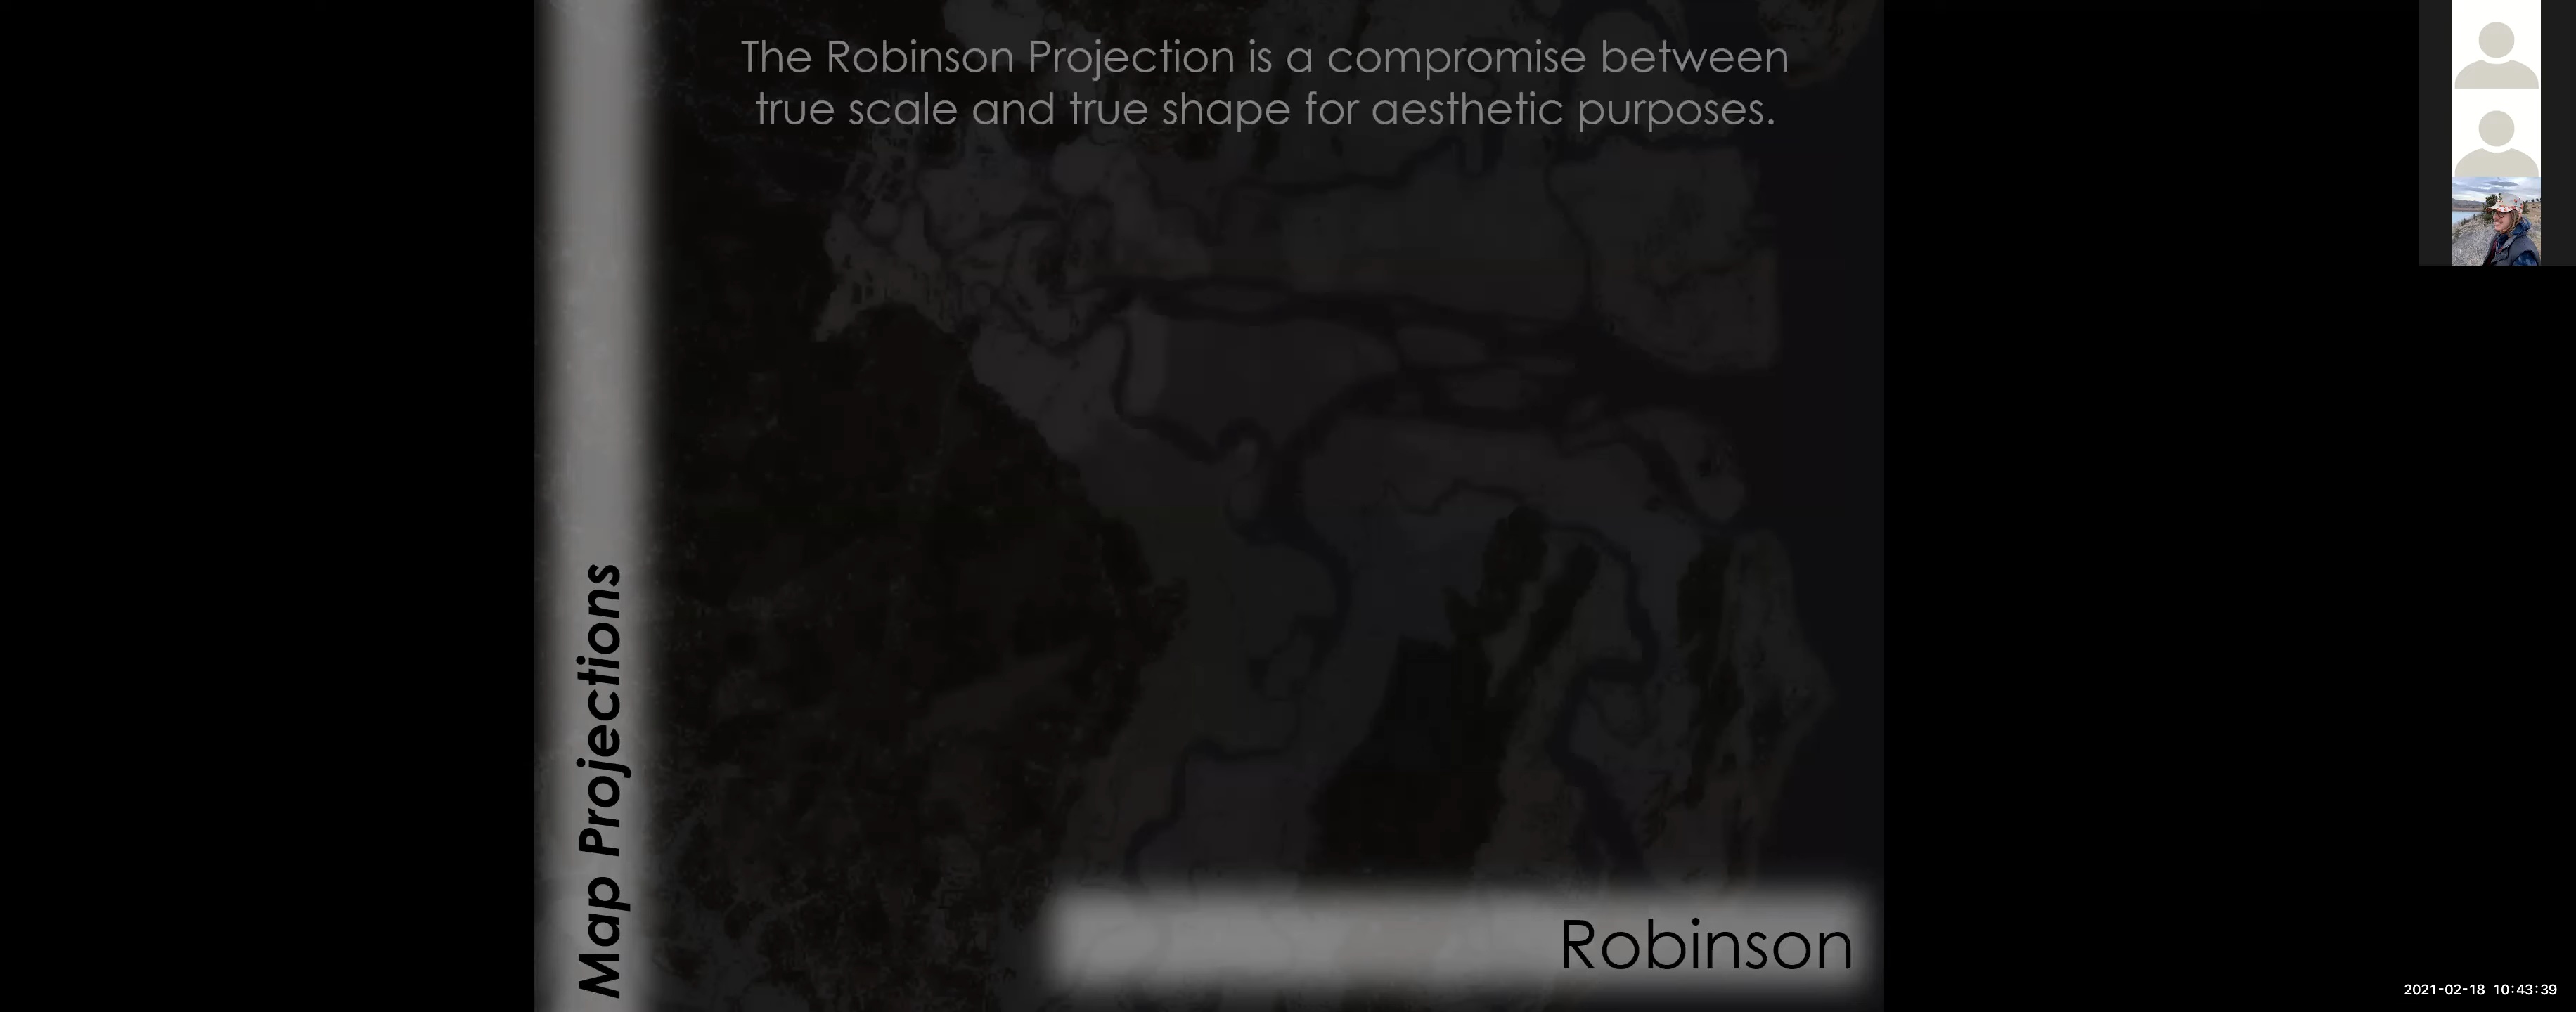 The Robinson Projection is a compromise between
true scale and true shape for aesthetic purposes.
Map Projections
Robinson
2021-02-18 10:43:39